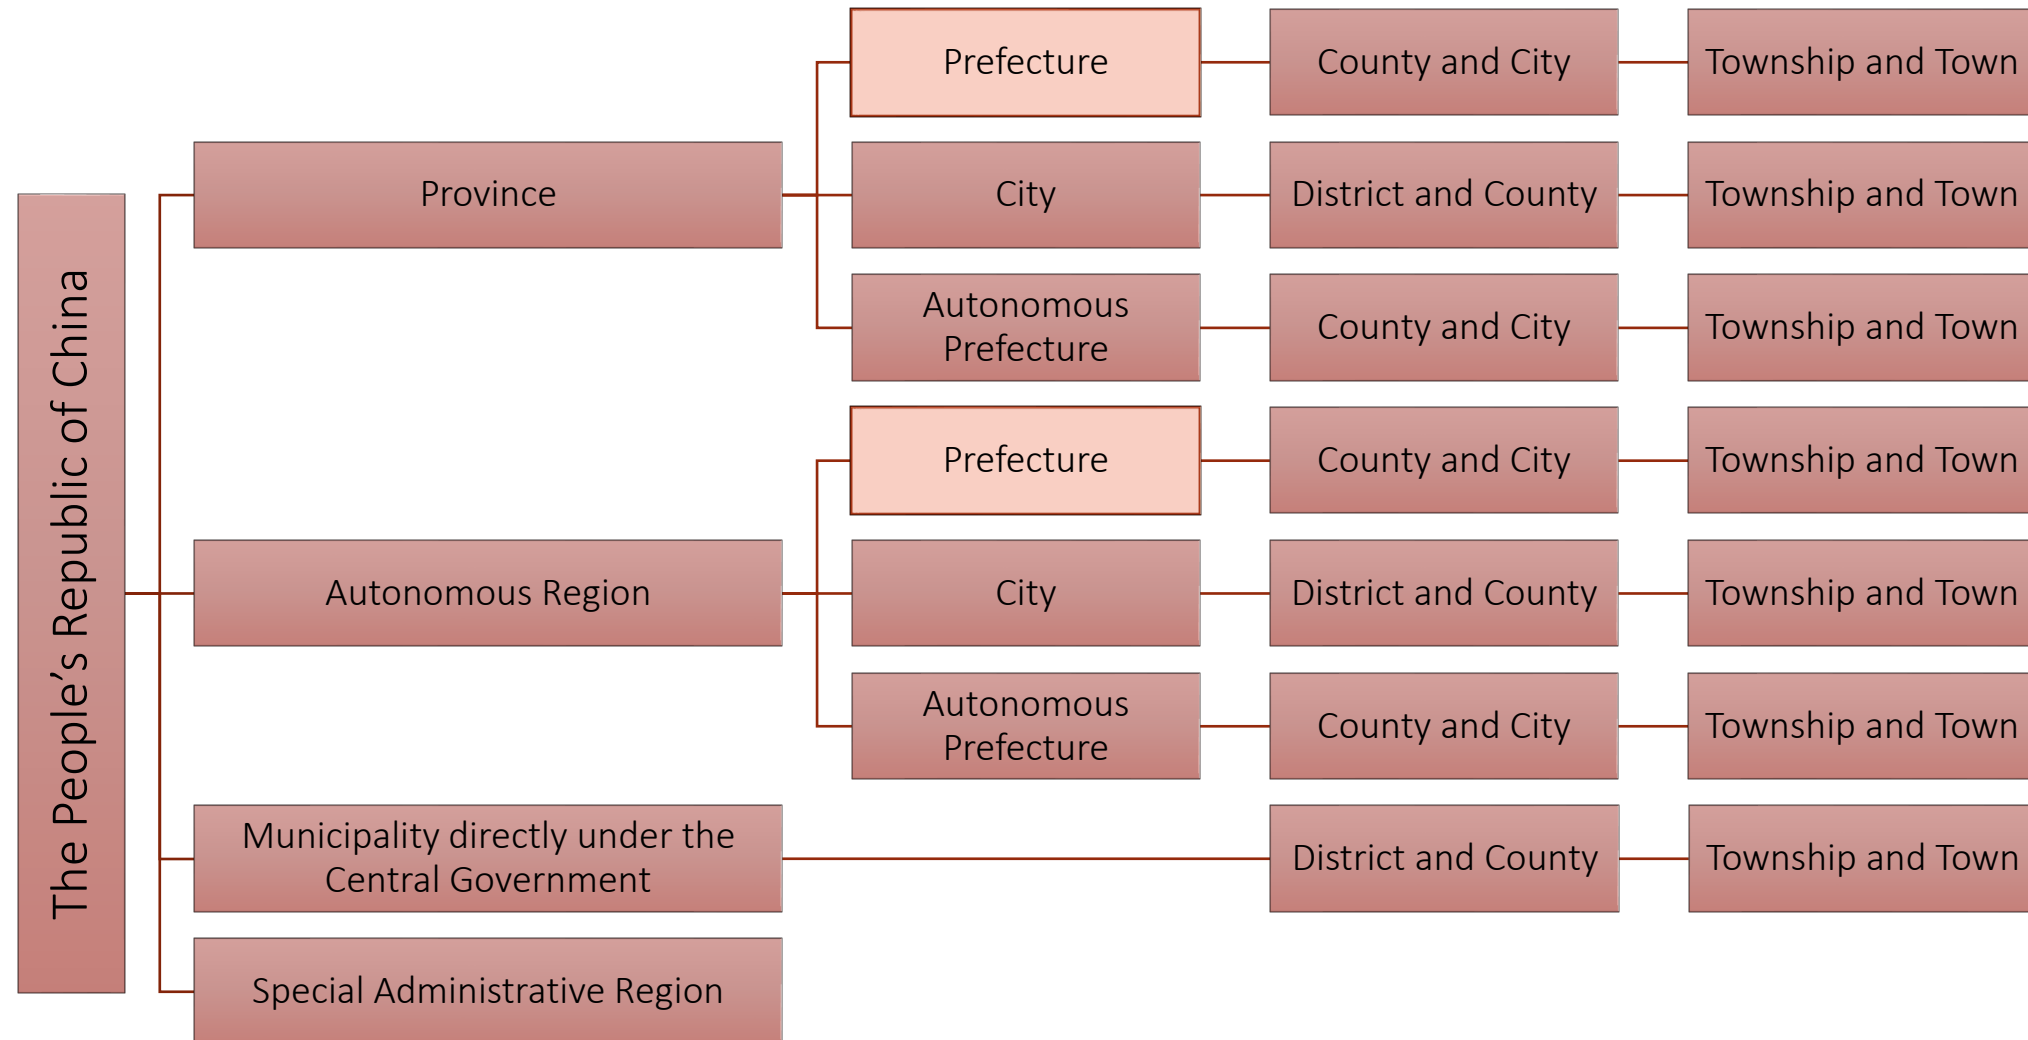 The People’s Republic of China
Province
Prefecture
County and City
Township and Town
City
District and County
Township and Town
Autonomous
Prefecture
County and City
Township and Town
Autonomous Region
Prefecture
County and City
Township and Town
City
District and County
Township and Town
Autonomous
Prefecture
County and City
Township and Town
Municipality directly under the
Central Government
District and County
Township and Town
Special Administrative Region